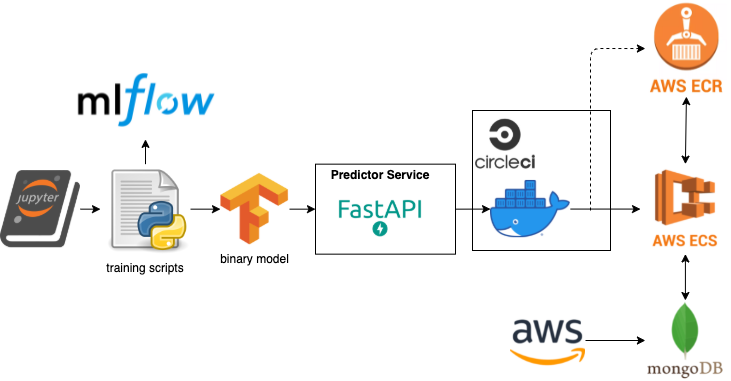 AWS ECR
mlflow
circleci
jupyter
Predictor Service
FastAPI
AWS ECS
training scripts
binary model
aws
mongoDB